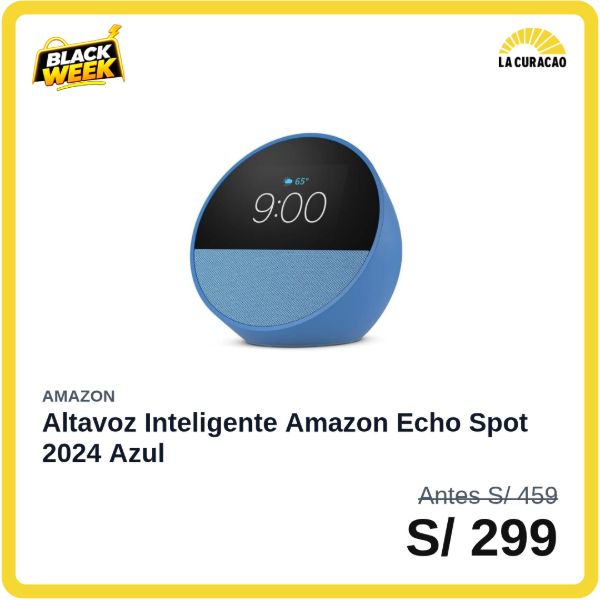 BLACK
WEEK
LA CURACAO
65°
9:00
AMAZON
Altavoz Inteligente Amazon Echo Spot
2024 Azul
Antes S/ 459
S/ 299